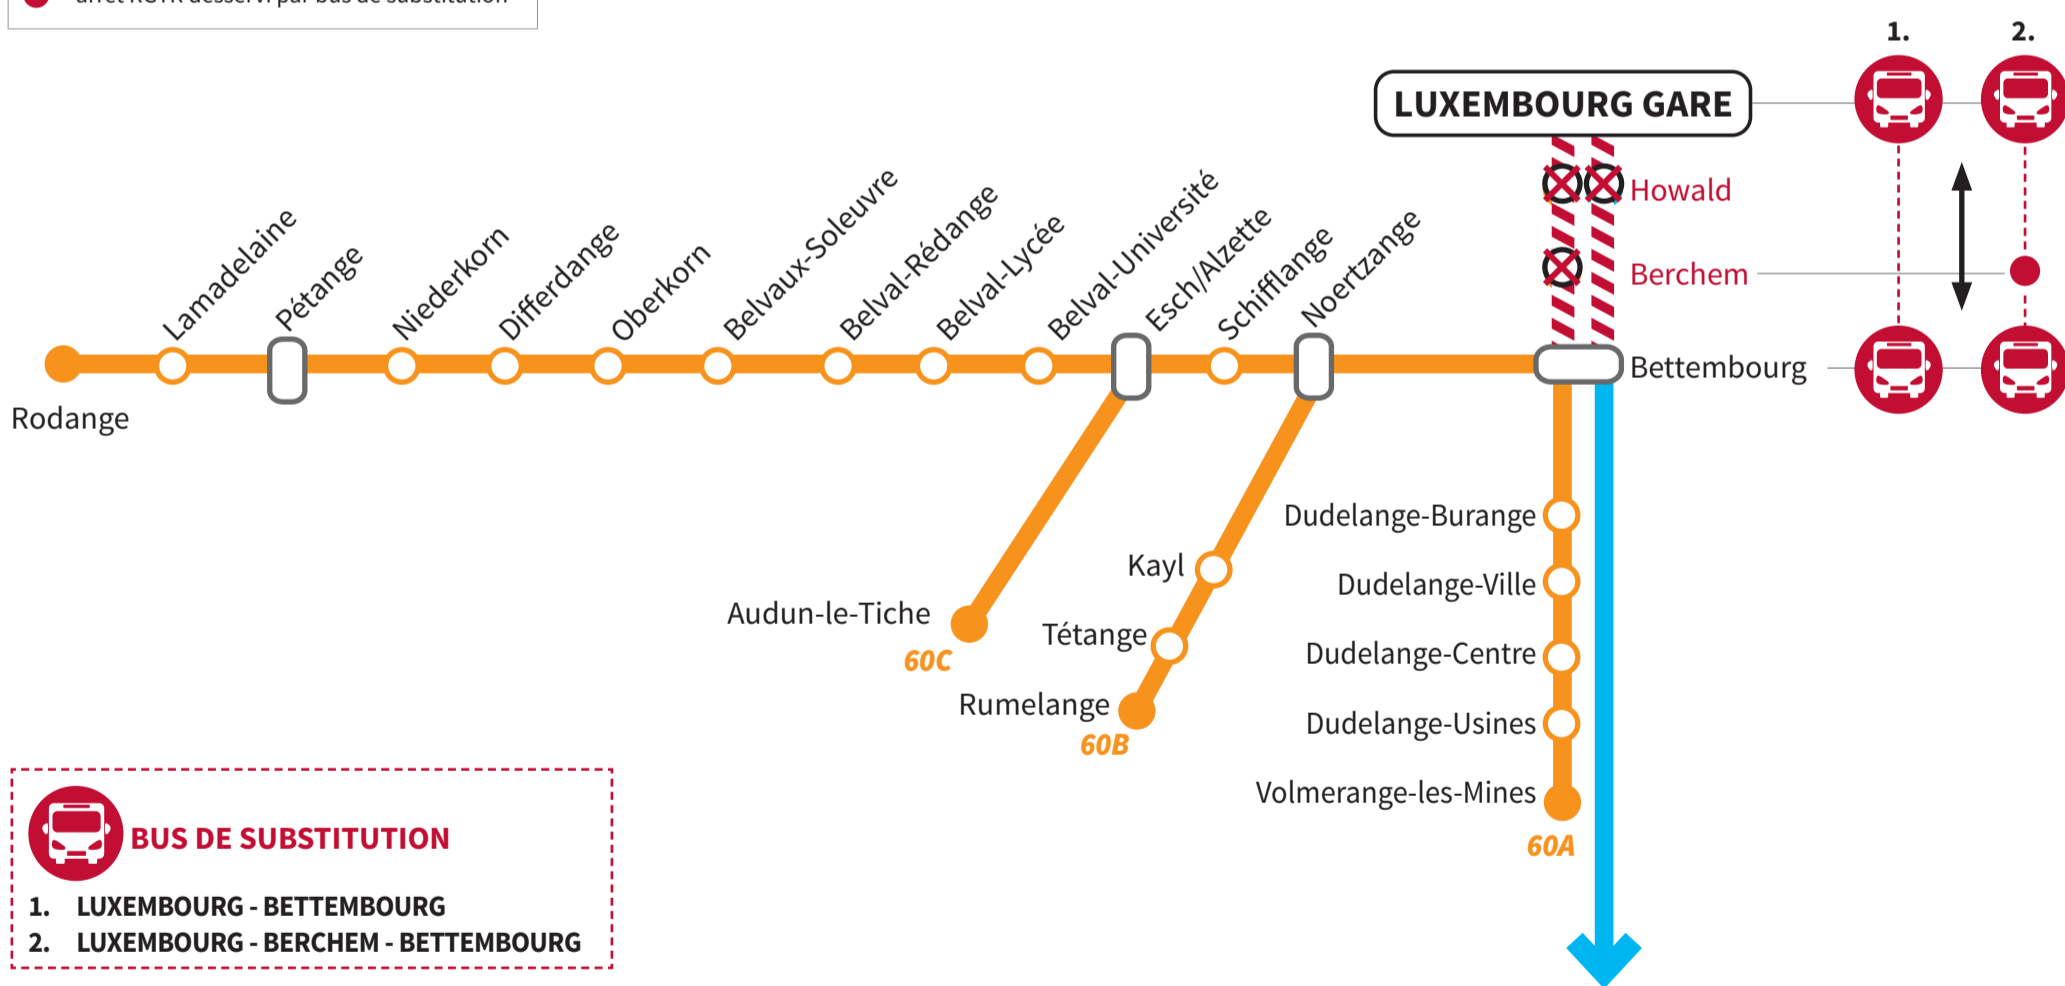 1.
2.
LUXEMBOURG GARE
Howald
Berchem
Bettembourg
Rodange
Lamadelaine
Pétange
Niederkorn
Differdange
Oberkorn
Belvaux-Soleuvre
Belval-Rédange
Belval-Lycée
Belval-Université
Esch/Alzette
Schifflange
Noertzange
Audun-le-Tiche
60C
Kayl
Tétange
Rumelange
60B
Dudelange-Burange
Dudelange-Ville
Dudelange-Centre
Dudelange-Usines
Volmerange-les-Mines
60A
BUS DE SUBSTITUTION
1. LUXEMBOURG - BETTEMBOURG
2. LUXEMBOURG - BERCHEM - BETTEMBOURG